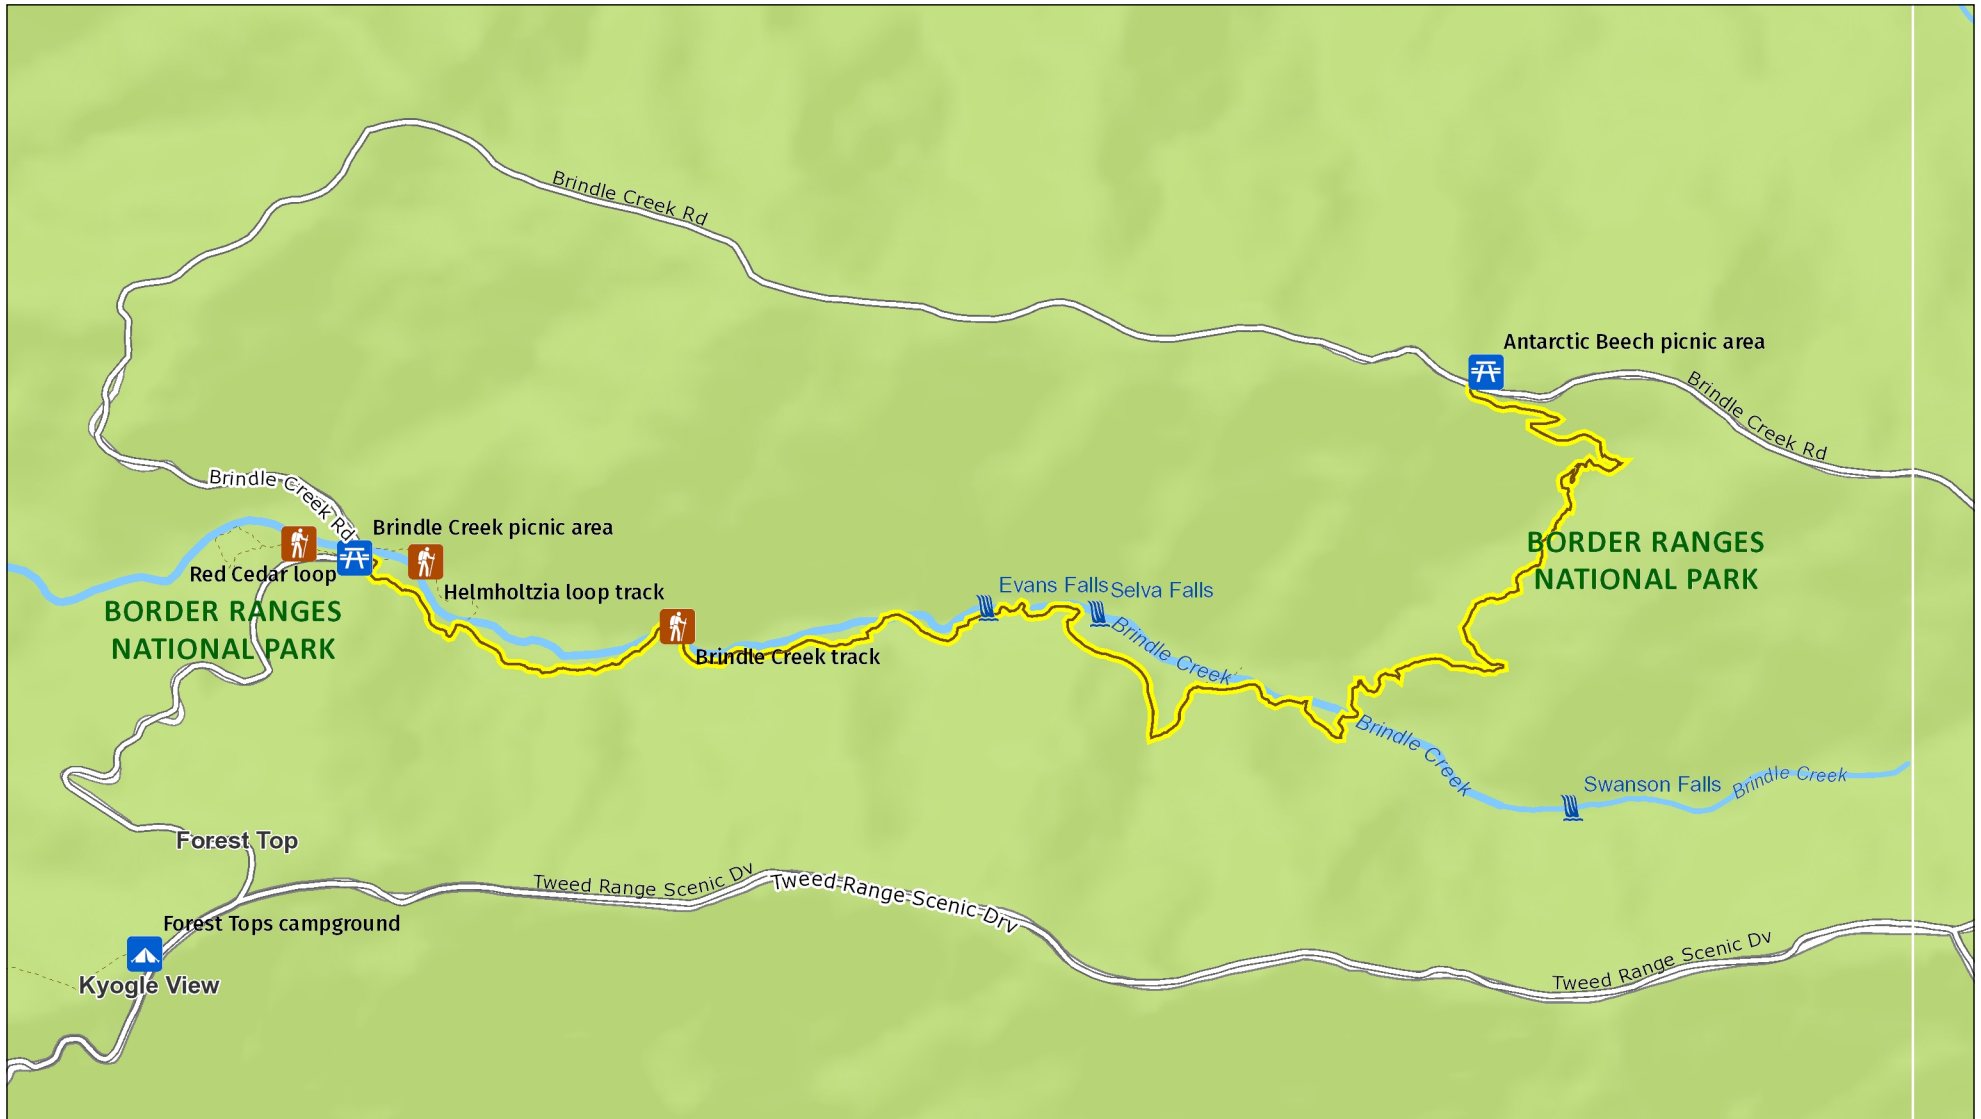 Brindle Creek Rd
Antarctic Beech picnic area
Brindle Creek Rd
Brindle Creek Rd
Brindle Creek picnic area
BORDER RANGES
NATIONAL PARK
Red Cedar loop
Helmholtzia loop track
Evans Falls
Selva Falls
BORDER RANGES
NATIONAL PARK
Brindle Creek
Brindle Creek track
Brindle Creek
Swanson Falls
Brindle Creek
Forest Top
Tweed Range Scenic Dv
Tweed Range Scenic Drv
Forest Tops campground
Tweed Range Scenic Dv
Kyogle View